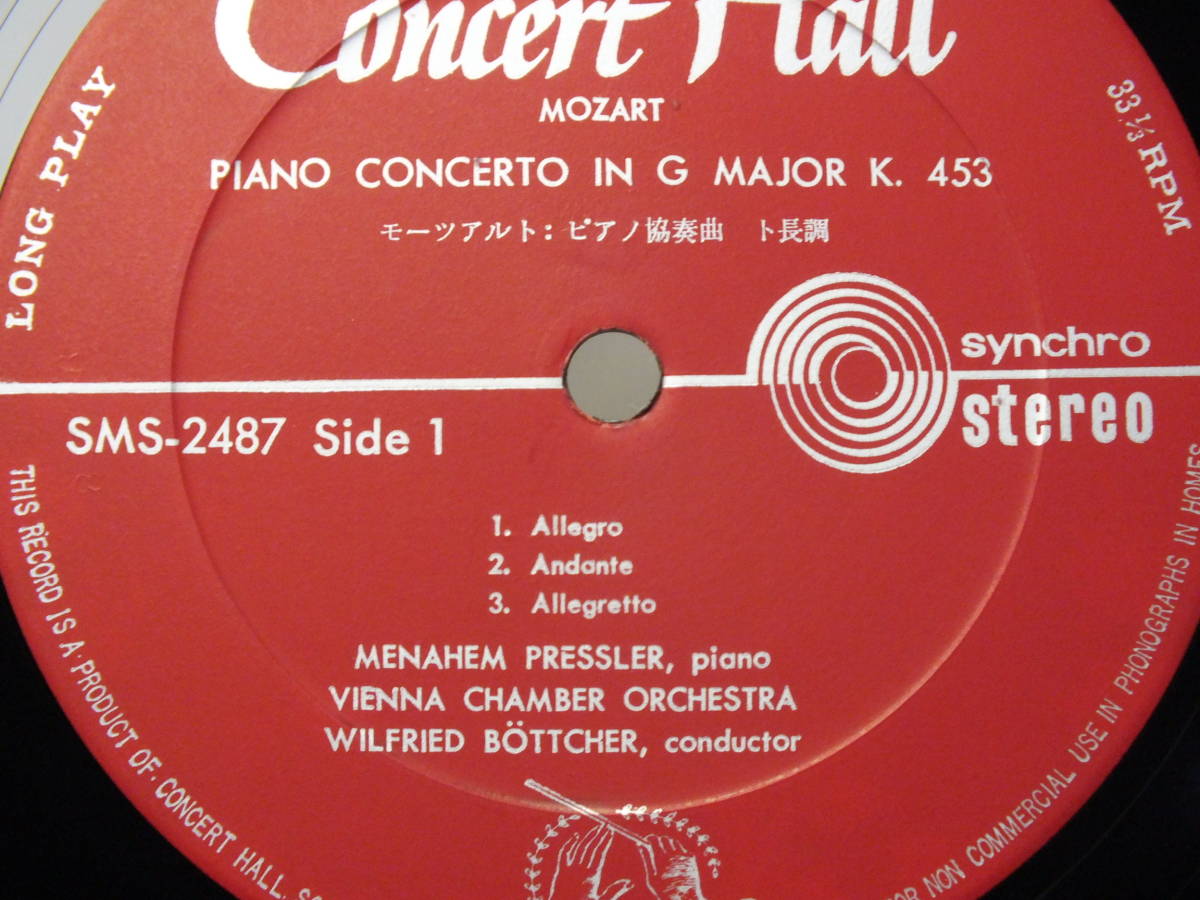 Concert Hall
MOZART
PIANO CONCERTO IN G MAJOR K. 453
モーツアルト：ピアノ協奏曲　ト長調
LONG PLAY
33 1/3 RPM
synchro
stereo
SMS-2487 Side 1
1. Allegro
2. Andante
3. Allegretto
MENAHEM PRESSLER, piano
VIENNA CHAMBER ORCHESTRA
WILFRIED BÖTTCHER, conductor
THIS RECORD IS A PRODUCT OF CONCERT HALL
NON COMMERCIAL USE IN PHONOGRAPHS IN HOMES